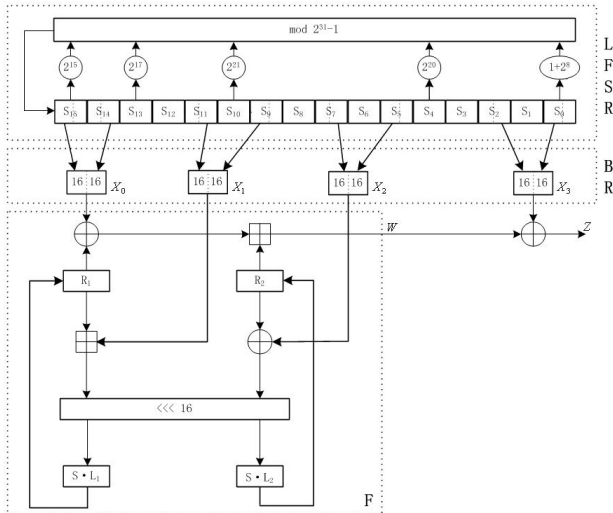 mod 2³¹-1
L
F
S
R
2¹⁵ 2¹⁷ 2²¹ 2²⁰ 1+2⁸
S₁₅ S₁₄ S₁₃ S₁₂ S₁₁ S₁₀ S₉ S₈ S₇ S₆ S₅ S₄ S₃ S₂ S₁ S₀
B
R
16 16 X₀ 16 16 X₁ 16 16 X₂ 16 16 X₃
W Z
R₁ R₂
<<< 16
S•L₁ S•L₂
F